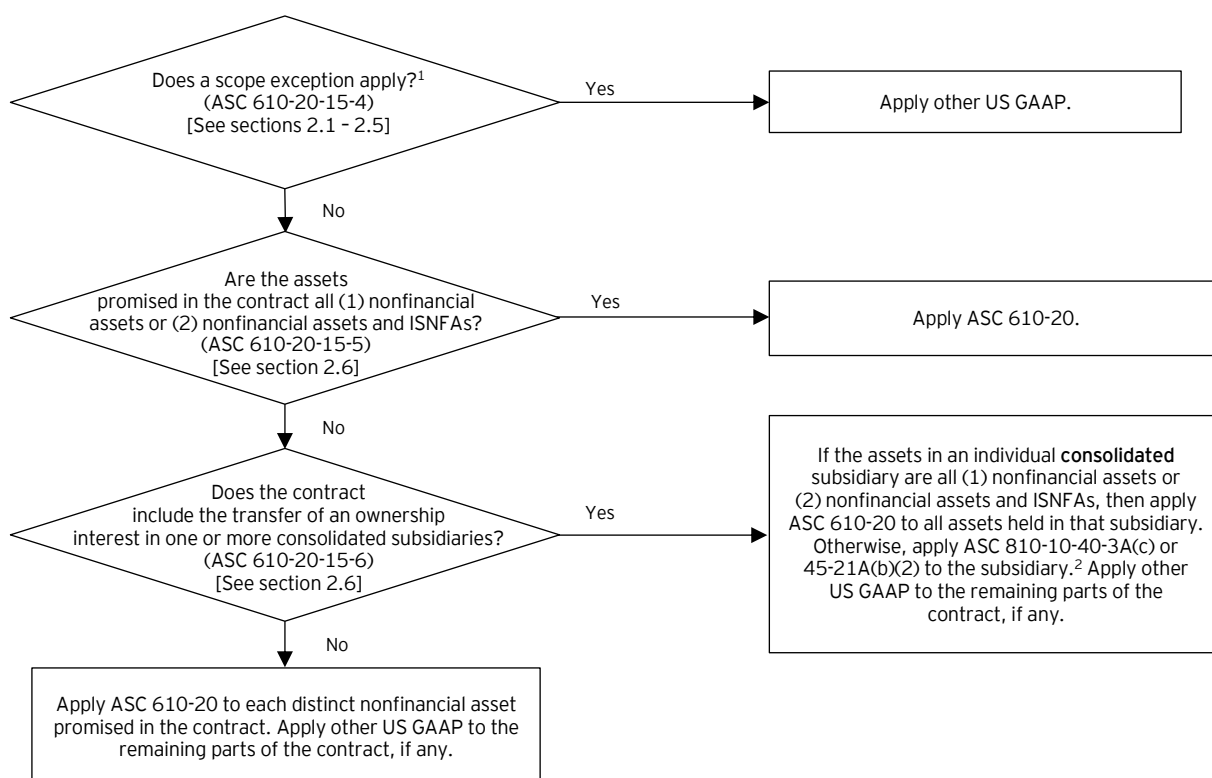 Does a scope exception apply?¹
(ASC 610-20-15-4)
[See sections 2.1 – 2.5]
Yes
Apply other US GAAP.
No
Are the assets
promised in the contract all (1) nonfinancial
assets or (2) nonfinancial assets and ISNFAs?
(ASC 610-20-15-5)
[See section 2.6]
Yes
Apply ASC 610-20.
No
Does the contract
include the transfer of an ownership
interest in one or more consolidated subsidiaries?
(ASC 610-20-15-6)
[See section 2.6]
Yes
If the assets in an individual consolidated
subsidiary are all (1) nonfinancial assets or
(2) nonfinancial assets and ISNFAs, then apply
ASC 610-20 to all assets held in that subsidiary.
Otherwise, apply ASC 810-10-40-3A(c) or
45-21A(b)(2) to the subsidiary.² Apply other
US GAAP to the remaining parts of the
contract, if any.
No
Apply ASC 610-20 to each distinct nonfinancial asset
promised in the contract. Apply other US GAAP to the
remaining parts of the contract, if any.